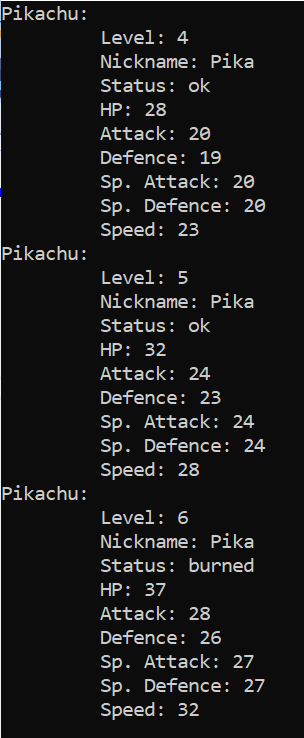 Pikachu:
Level: 4
Nickname: Pika
Status: ok
HP: 28
Attack: 20
Defence: 19
Sp. Attack: 20
Sp. Defence: 20
Speed: 23
Pikachu:
Level: 5
Nickname: Pika
Status: ok
HP: 32
Attack: 24
Defence: 23
Sp. Attack: 24
Sp. Defence: 24
Speed: 28
Pikachu:
Level: 6
Nickname: Pika
Status: burned
HP: 37
Attack: 28
Defence: 26
Sp. Attack: 27
Sp. Defence: 27
Speed: 32